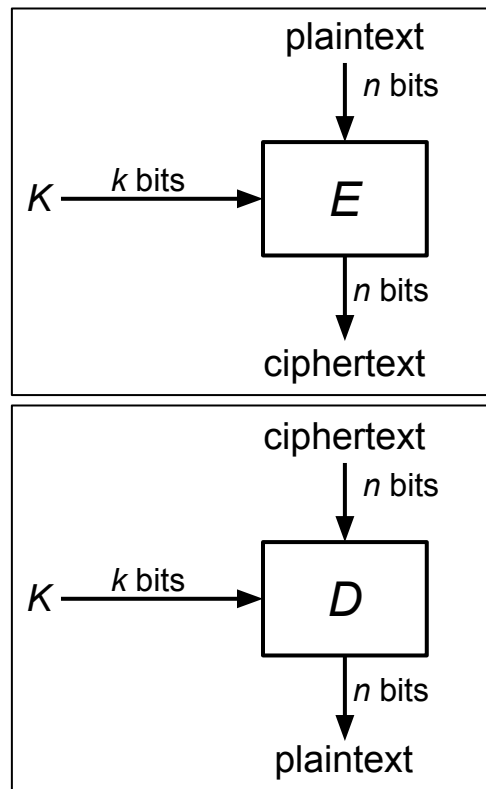 plaintext
n bits
K
k bits
E
n bits
ciphertext
ciphertext
n bits
K
k bits
D
n bits
plaintext